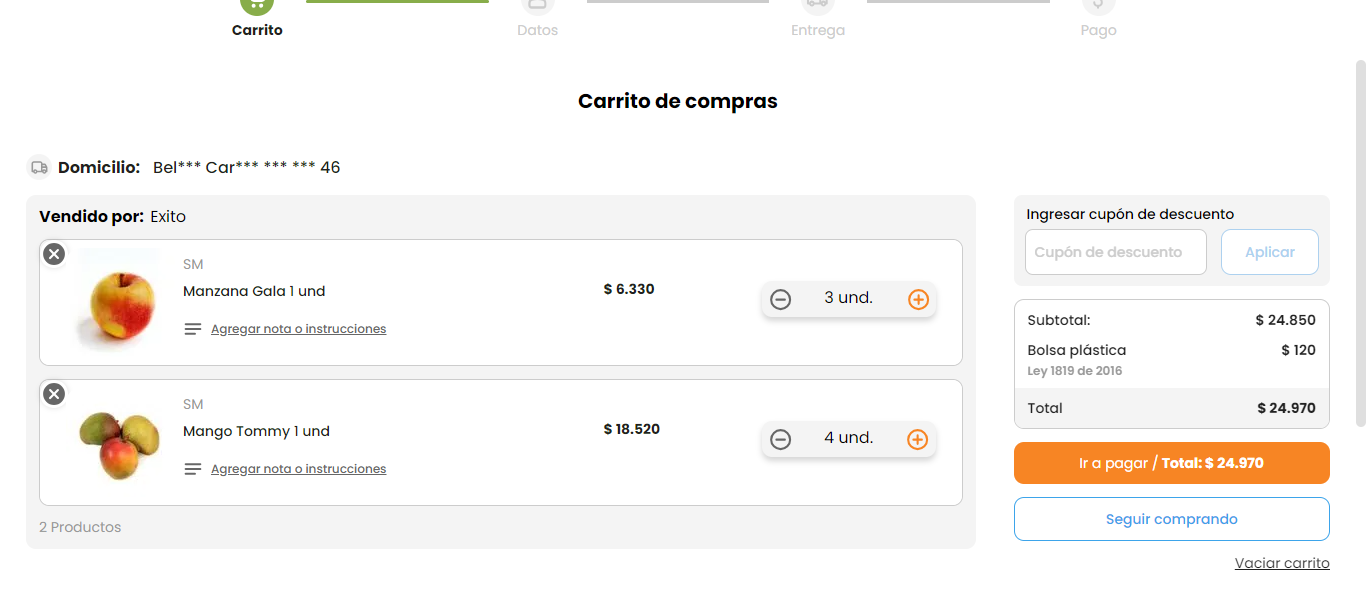 Carrito
Datos
Entrega
Pago
Carrito de compras
Domicilio: Bel*** Car*** *** *** 46
Vendido por: Exito
SM
Manzana Gala 1 und
$ 6.330
3 und.
Agregar nota o instrucciones
SM
Mango Tommy 1 und
$ 18.520
4 und.
Agregar nota o instrucciones
2 Productos
Ingresar cupón de descuento
Cupón de descuento
Aplicar
Subtotal: $ 24.850
Bolsa plástica $ 120
Ley 1819 de 2016
Total $ 24.970
Ir a pagar / Total: $ 24.970
Seguir comprando
Vaciar carrito